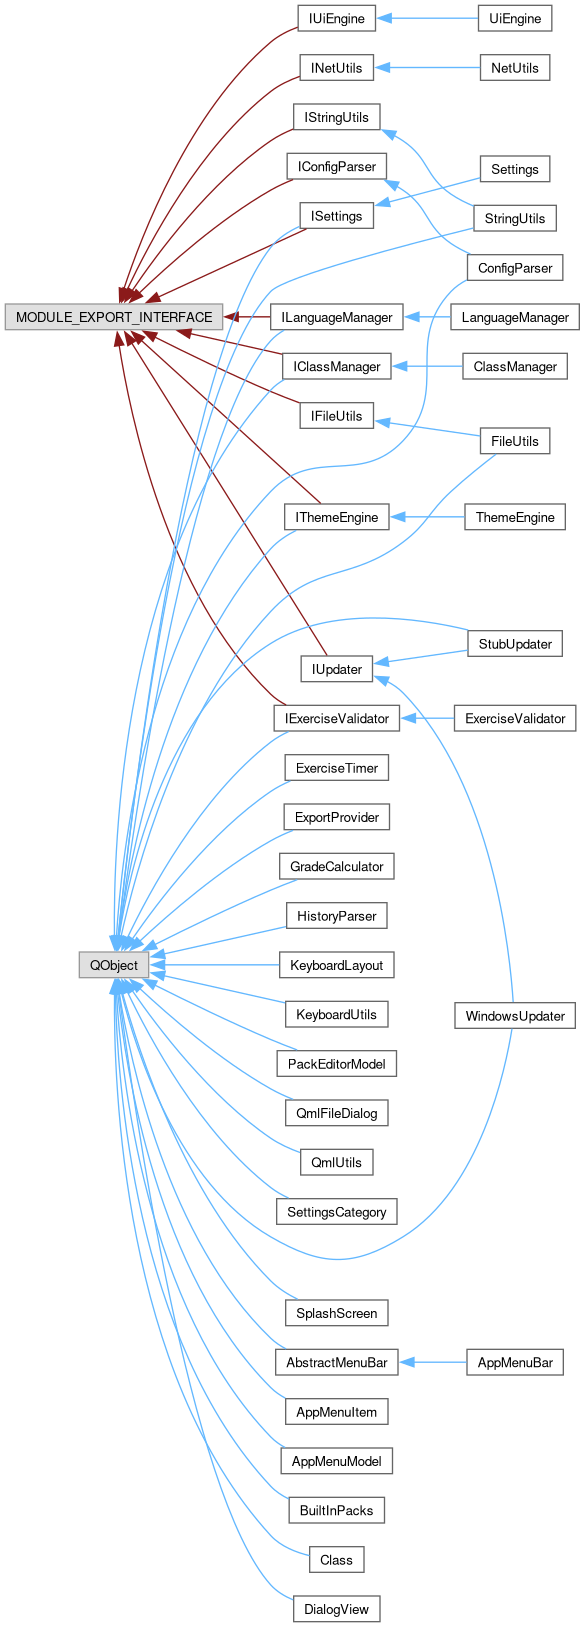 IUiEngine
UiEngine
INetUtils
NetUtils
IStringUtils
IConfigParser
Settings
ISettings
StringUtils
ConfigParser
MODULE_EXPORT_INTERFACE
ILanguageManager
LanguageManager
IClassManager
ClassManager
IFileUtils
FileUtils
IThemeEngine
ThemeEngine
StubUpdater
IUpdater
IExerciseValidator
ExerciseValidator
ExerciseTimer
ExportProvider
GradeCalculator
HistoryParser
QObject
KeyboardLayout
KeyboardUtils
WindowsUpdater
PackEditorModel
QmlFileDialog
QmlUtils
SettingsCategory
SplashScreen
AbstractMenuBar
AppMenuBar
AppMenuItem
AppMenuModel
BuiltInPacks
Class
DialogView